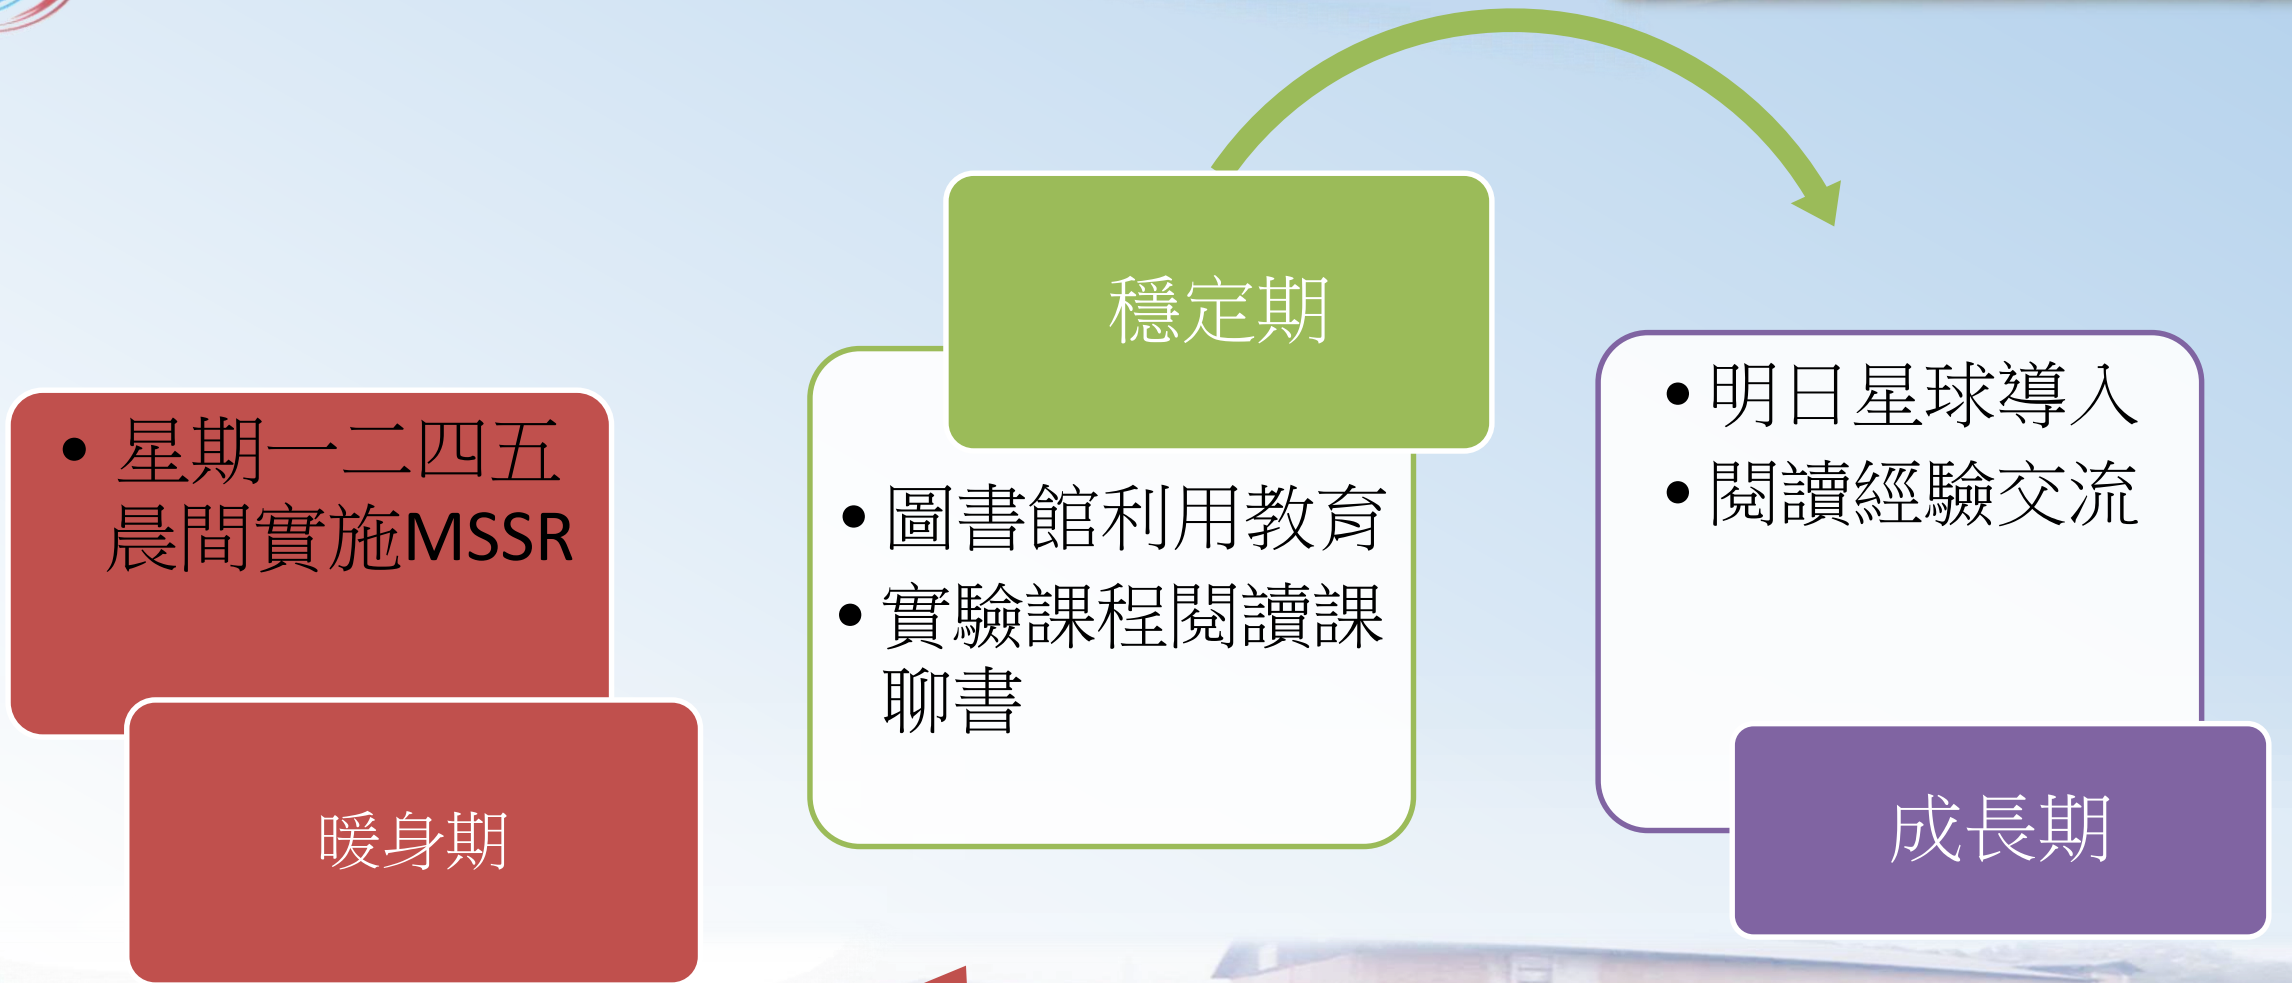 • 星期一二四五
晨間實施MSSR
暖身期
穩定期
• 圖書館利用教育
• 實驗課程閱讀課
聊書
• 明日星球導入
• 閱讀經驗交流
成長期